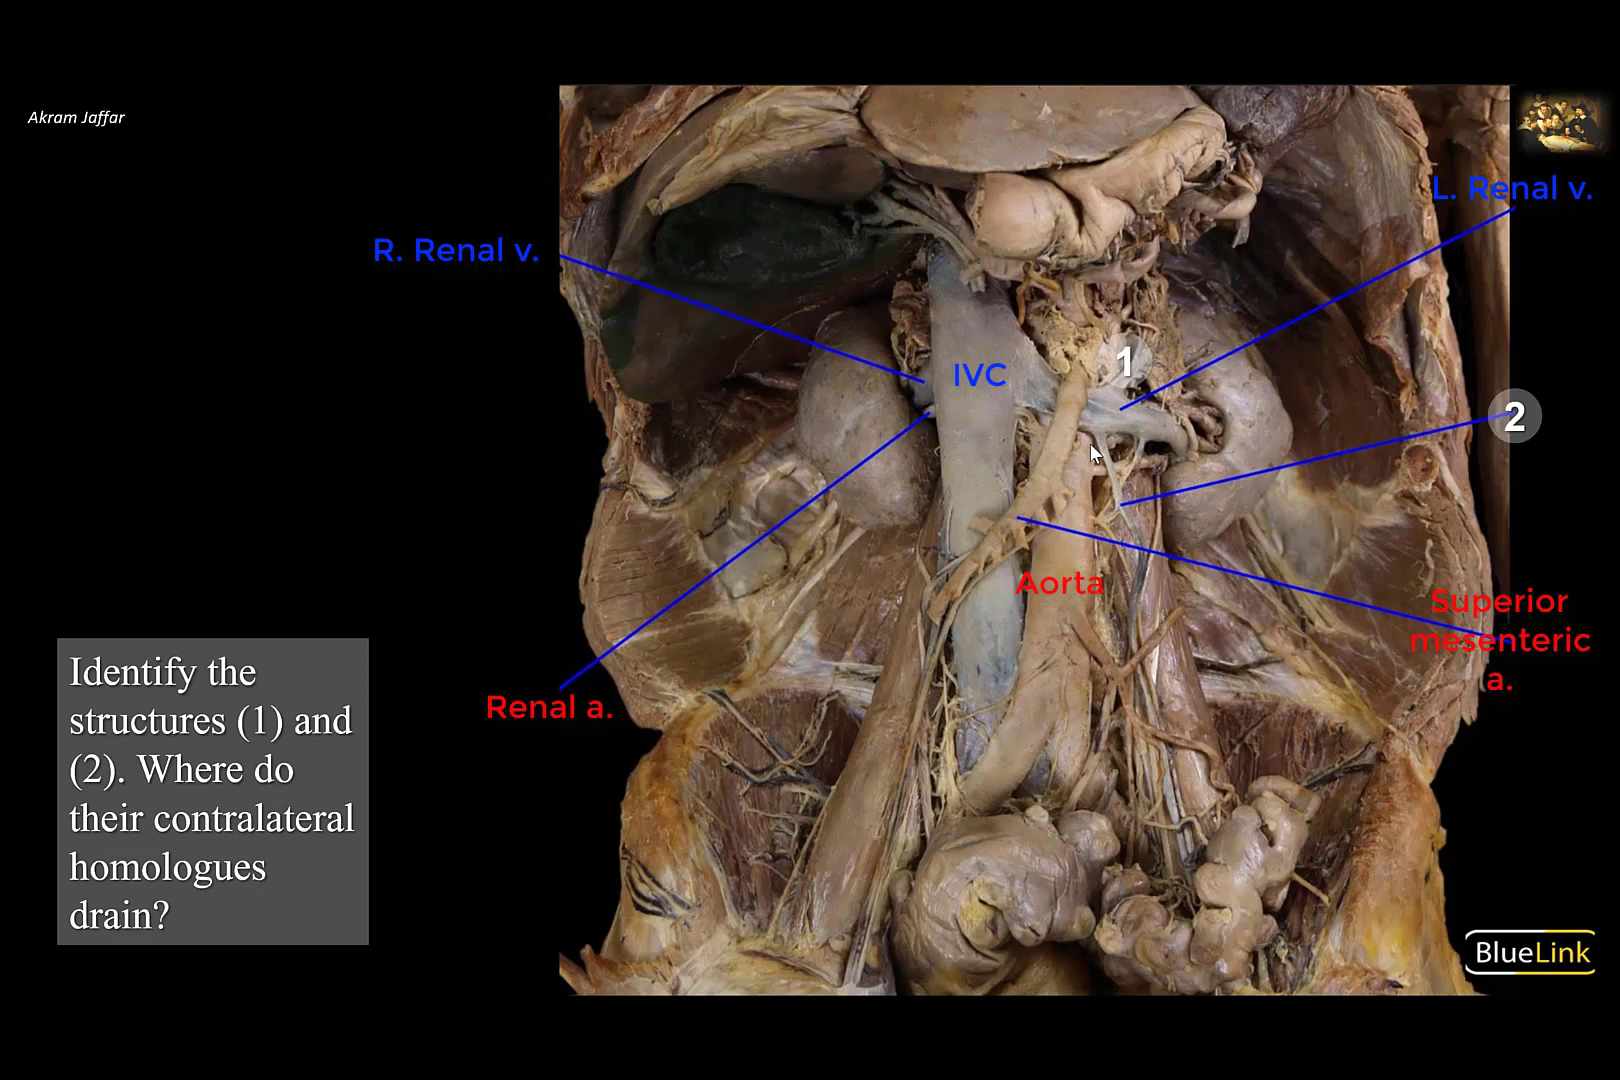 Akram Jaffar
L. Renal v.
R. Renal v.
1
IVC
2
Aorta
Superior
mesenteric
a.
Renal a.
Identify the
structures (1) and
(2). Where do
their contralateral
homologues
drain?
BlueLink